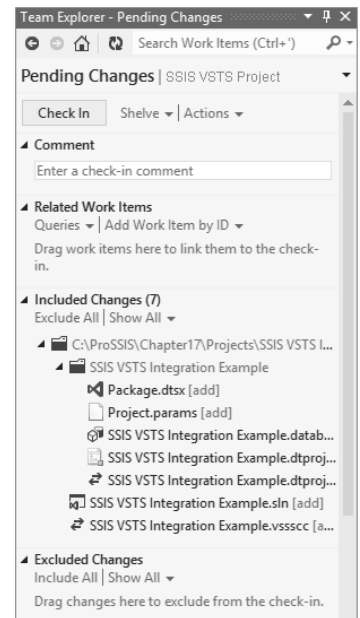 Team Explorer - Pending Changes
Search Work Items (Ctrl+')
Pending Changes | SSIS VSTS Project
Check In Shelve | Actions
Comment
Enter a check-in comment
Related Work Items
Queries | Add Work Item by ID
Drag work items here to link them to the check-
in.
Included Changes (7)
Exclude All | Show All
C:\ProSSIS\Chapter17\Projects\SSIS VSTS I...
SSIS VSTS Integration Example
Package.dtsx [add]
Project.params [add]
SSIS VSTS Integration Example.datab...
SSIS VSTS Integration Example.dtproj...
SSIS VSTS Integration Example.dtproj...
SSIS VSTS Integration Example.sln [add]
SSIS VSTS Integration Example.vssscc [a...
Excluded Changes
Include All | Show All
Drag changes here to exclude from the check-in.